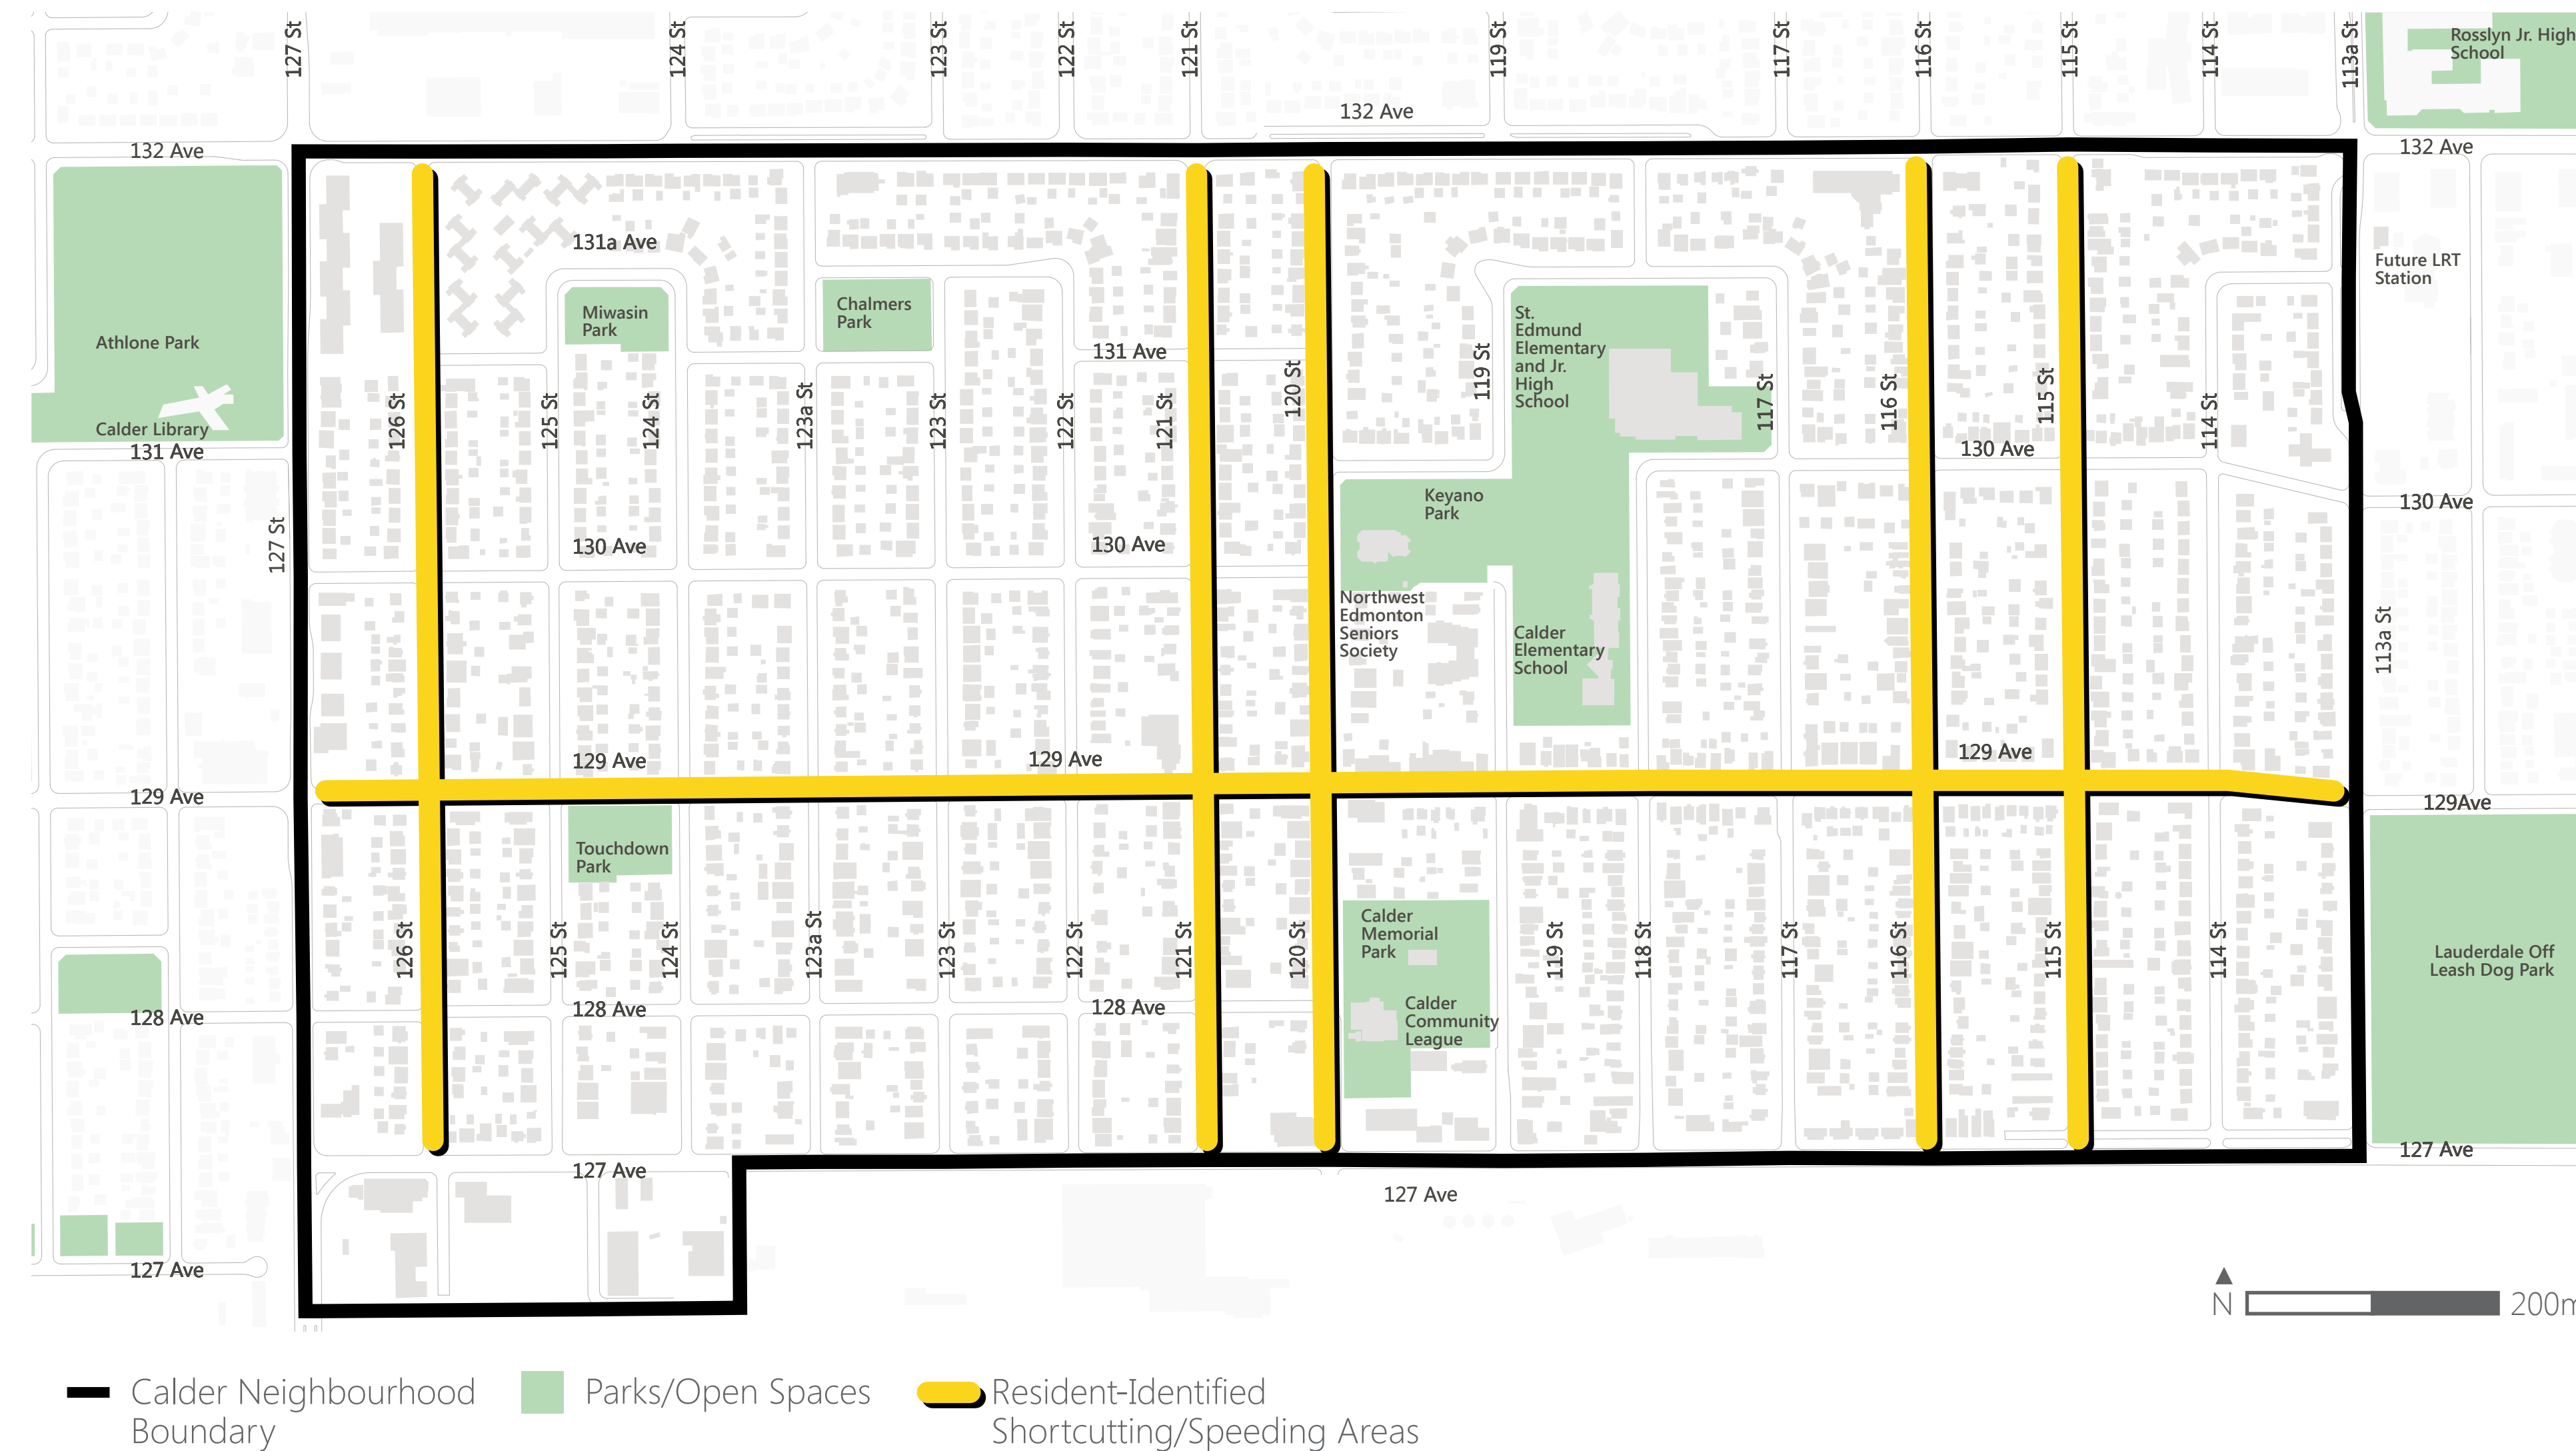 127 St
124 St
123 St
122 St
121 St
119 St
117 St
116 St
115 St
114 St
113a St
Rosslyn Jr. High
School
132 Ave
132 Ave
132 Ave
131a Ave
Future LRT
Station
Miwasin
Park
Chalmers
Park
St.
Edmund
Elementary
and Jr.
High
School
Athlone Park
131 Ave
119 St
120 St
126 St
125 St
124 St
123a St
123 St
122 St
121 St
117 St
116 St
115 St
114 St
Calder Library
131 Ave
130 Ave
Keyano
Park
130 Ave
127 St
130 Ave
130 Ave
Northwest
Edmonton
Seniors
Society
Calder
Elementary
School
113a St
129 Ave
129 Ave
129 Ave
129 Ave
129Ave
Touchdown
Park
126 St
125 St
124 St
123a St
123 St
122 St
121 St
120 St
Calder
Memorial
Park
119 St
118 St
117 St
116 St
115 St
114 St
Lauderdale Off
Leash Dog Park
128 Ave
128 Ave
128 Ave
Calder
Community
League
127 Ave
127 Ave
127 Ave
127 Ave
N
200m
Calder Neighbourhood
Boundary
Parks/Open Spaces
Resident-Identified
Shortcutting/Speeding Areas